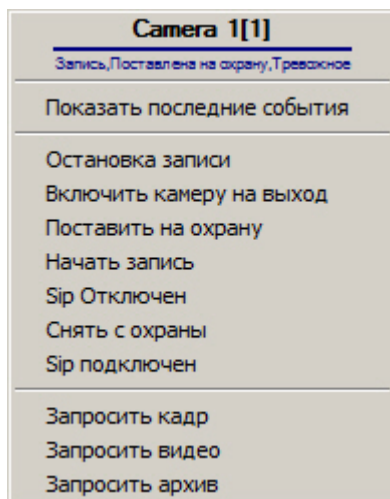 Camera 1[1]
Запись,Поставлена на охрану,Тревожное
Показать последние события
Остановка записи
Включить камеру на выход
Поставить на охрану
Начать запись
Sip Отключен
Снять с охраны
Sip подключен
Запросить кадр
Запросить видео
Запросить архив